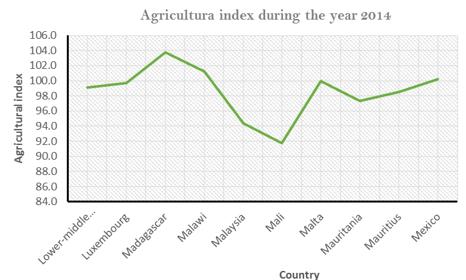 Agricultura index during the year 2014
Agricultural index
106.0
104.0
102.0
100.0
98.0
96.0
94.0
92.0
90.0
88.0
86.0
84.0
Lower-middle...
Luxembourg
Madagascar
Malawi
Malaysia
Mali
Malta
Mauritania
Mauritius
Mexico
Country